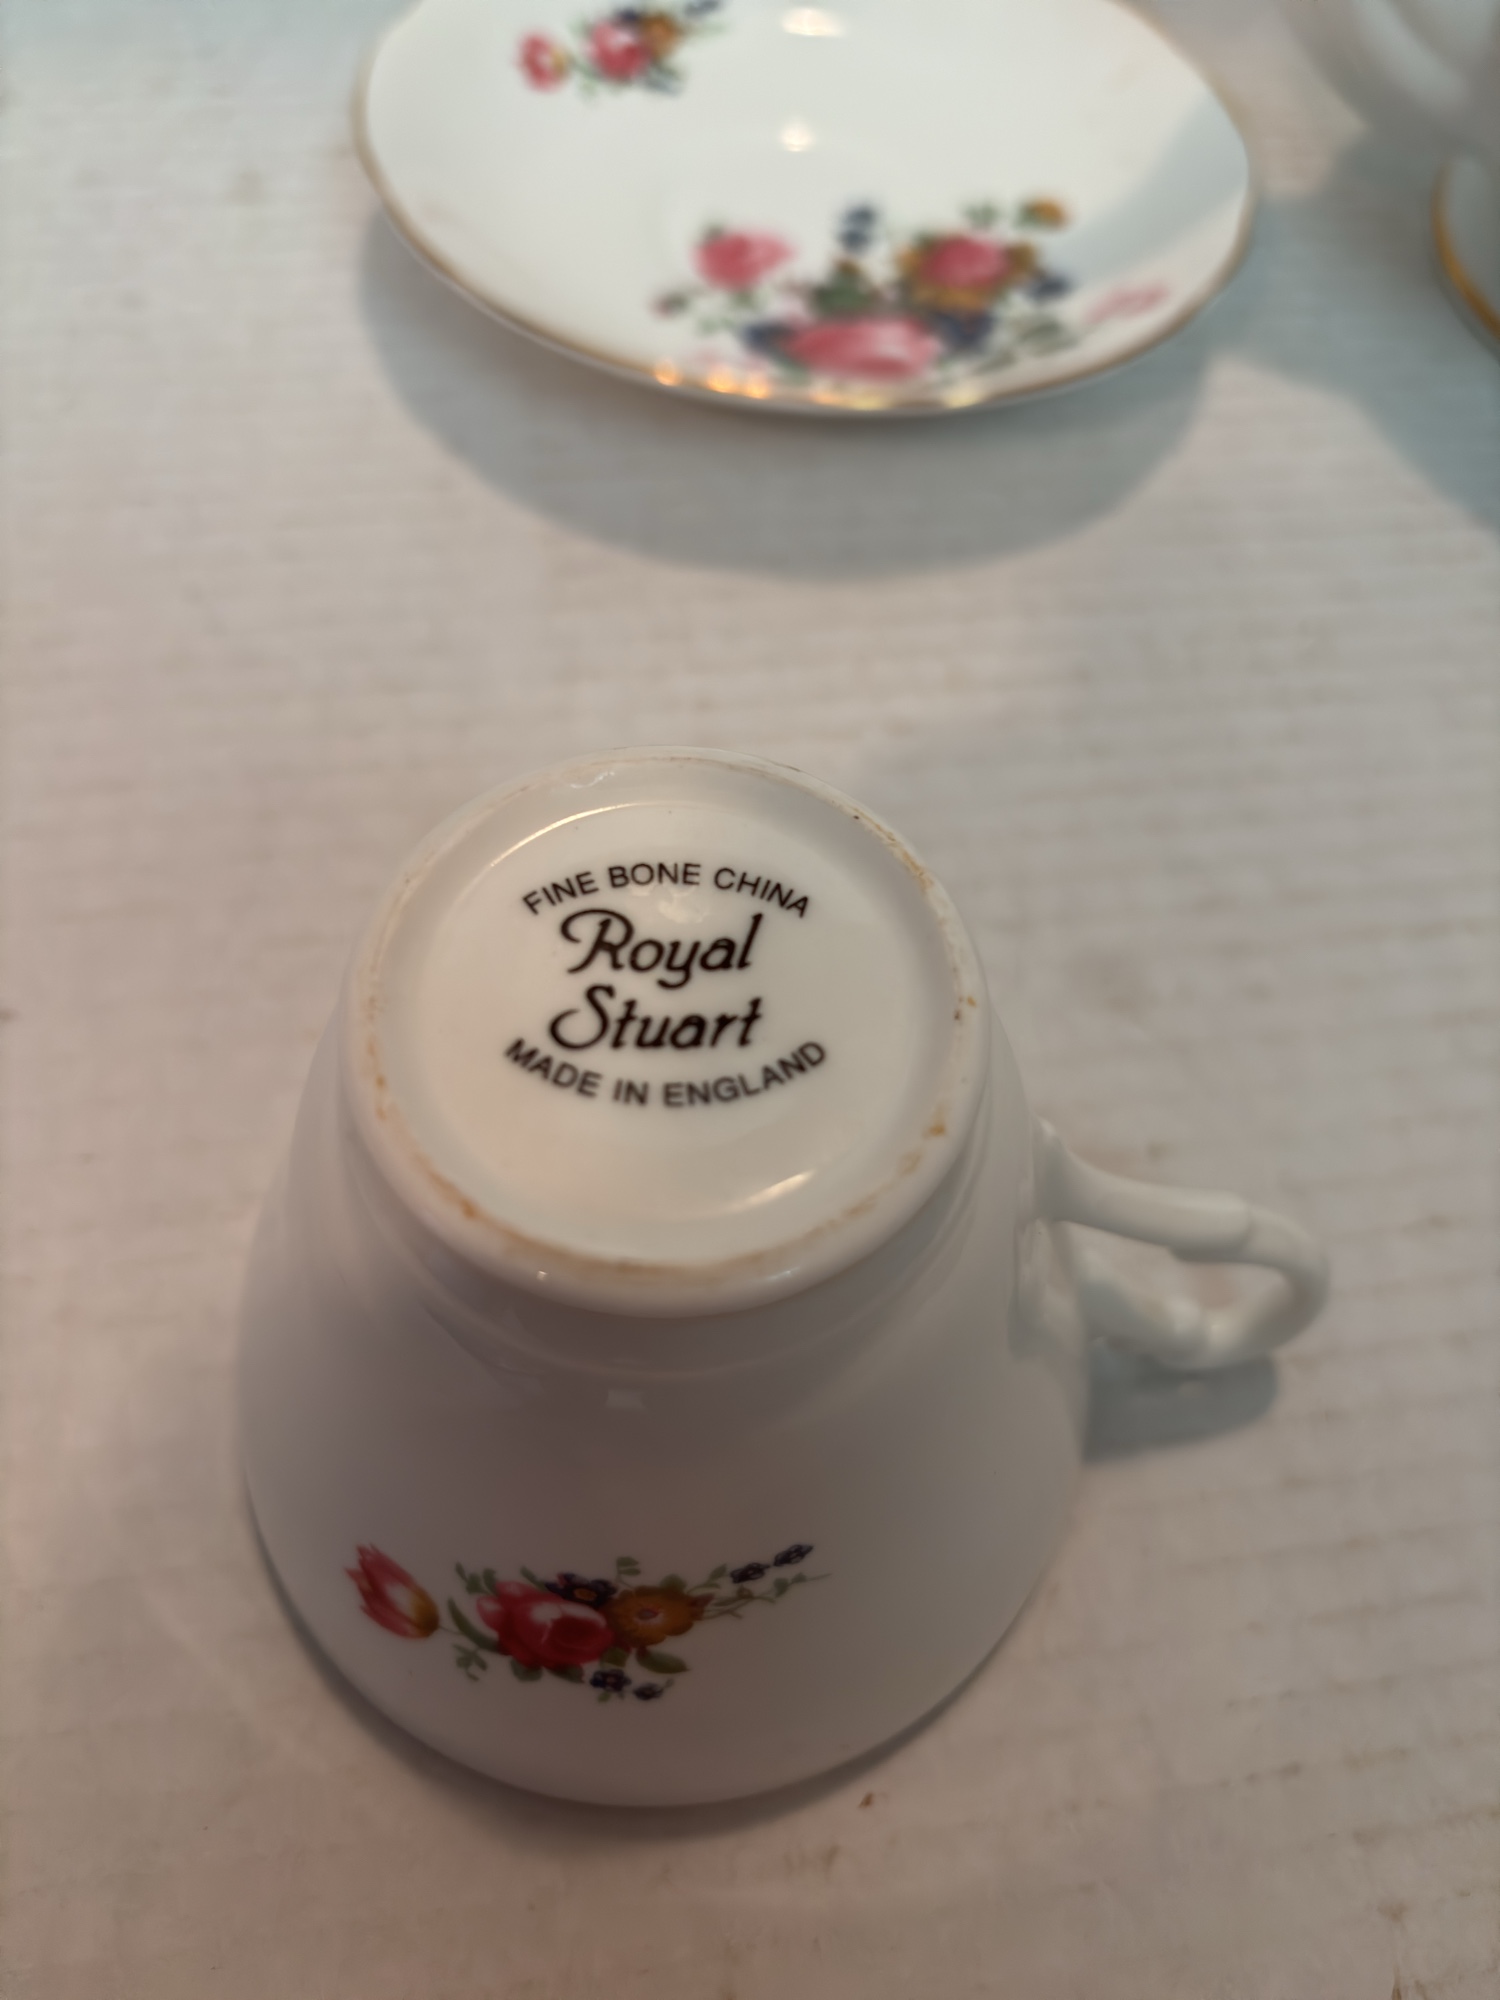 FINE BONE CHINA
Royal
Stuart
MADE IN ENGLAND